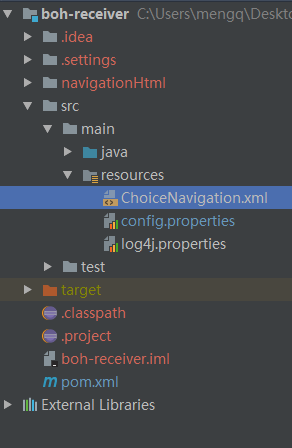 boh-receiver C:\Users\mengq\Deskto
.idea
.settings
navigationHtml
src
main
java
resources
ChoiceNavigation.xml
config.properties
log4j.properties
test
target
.classpath
.project
boh-receiver.iml
pom.xml
External Libraries